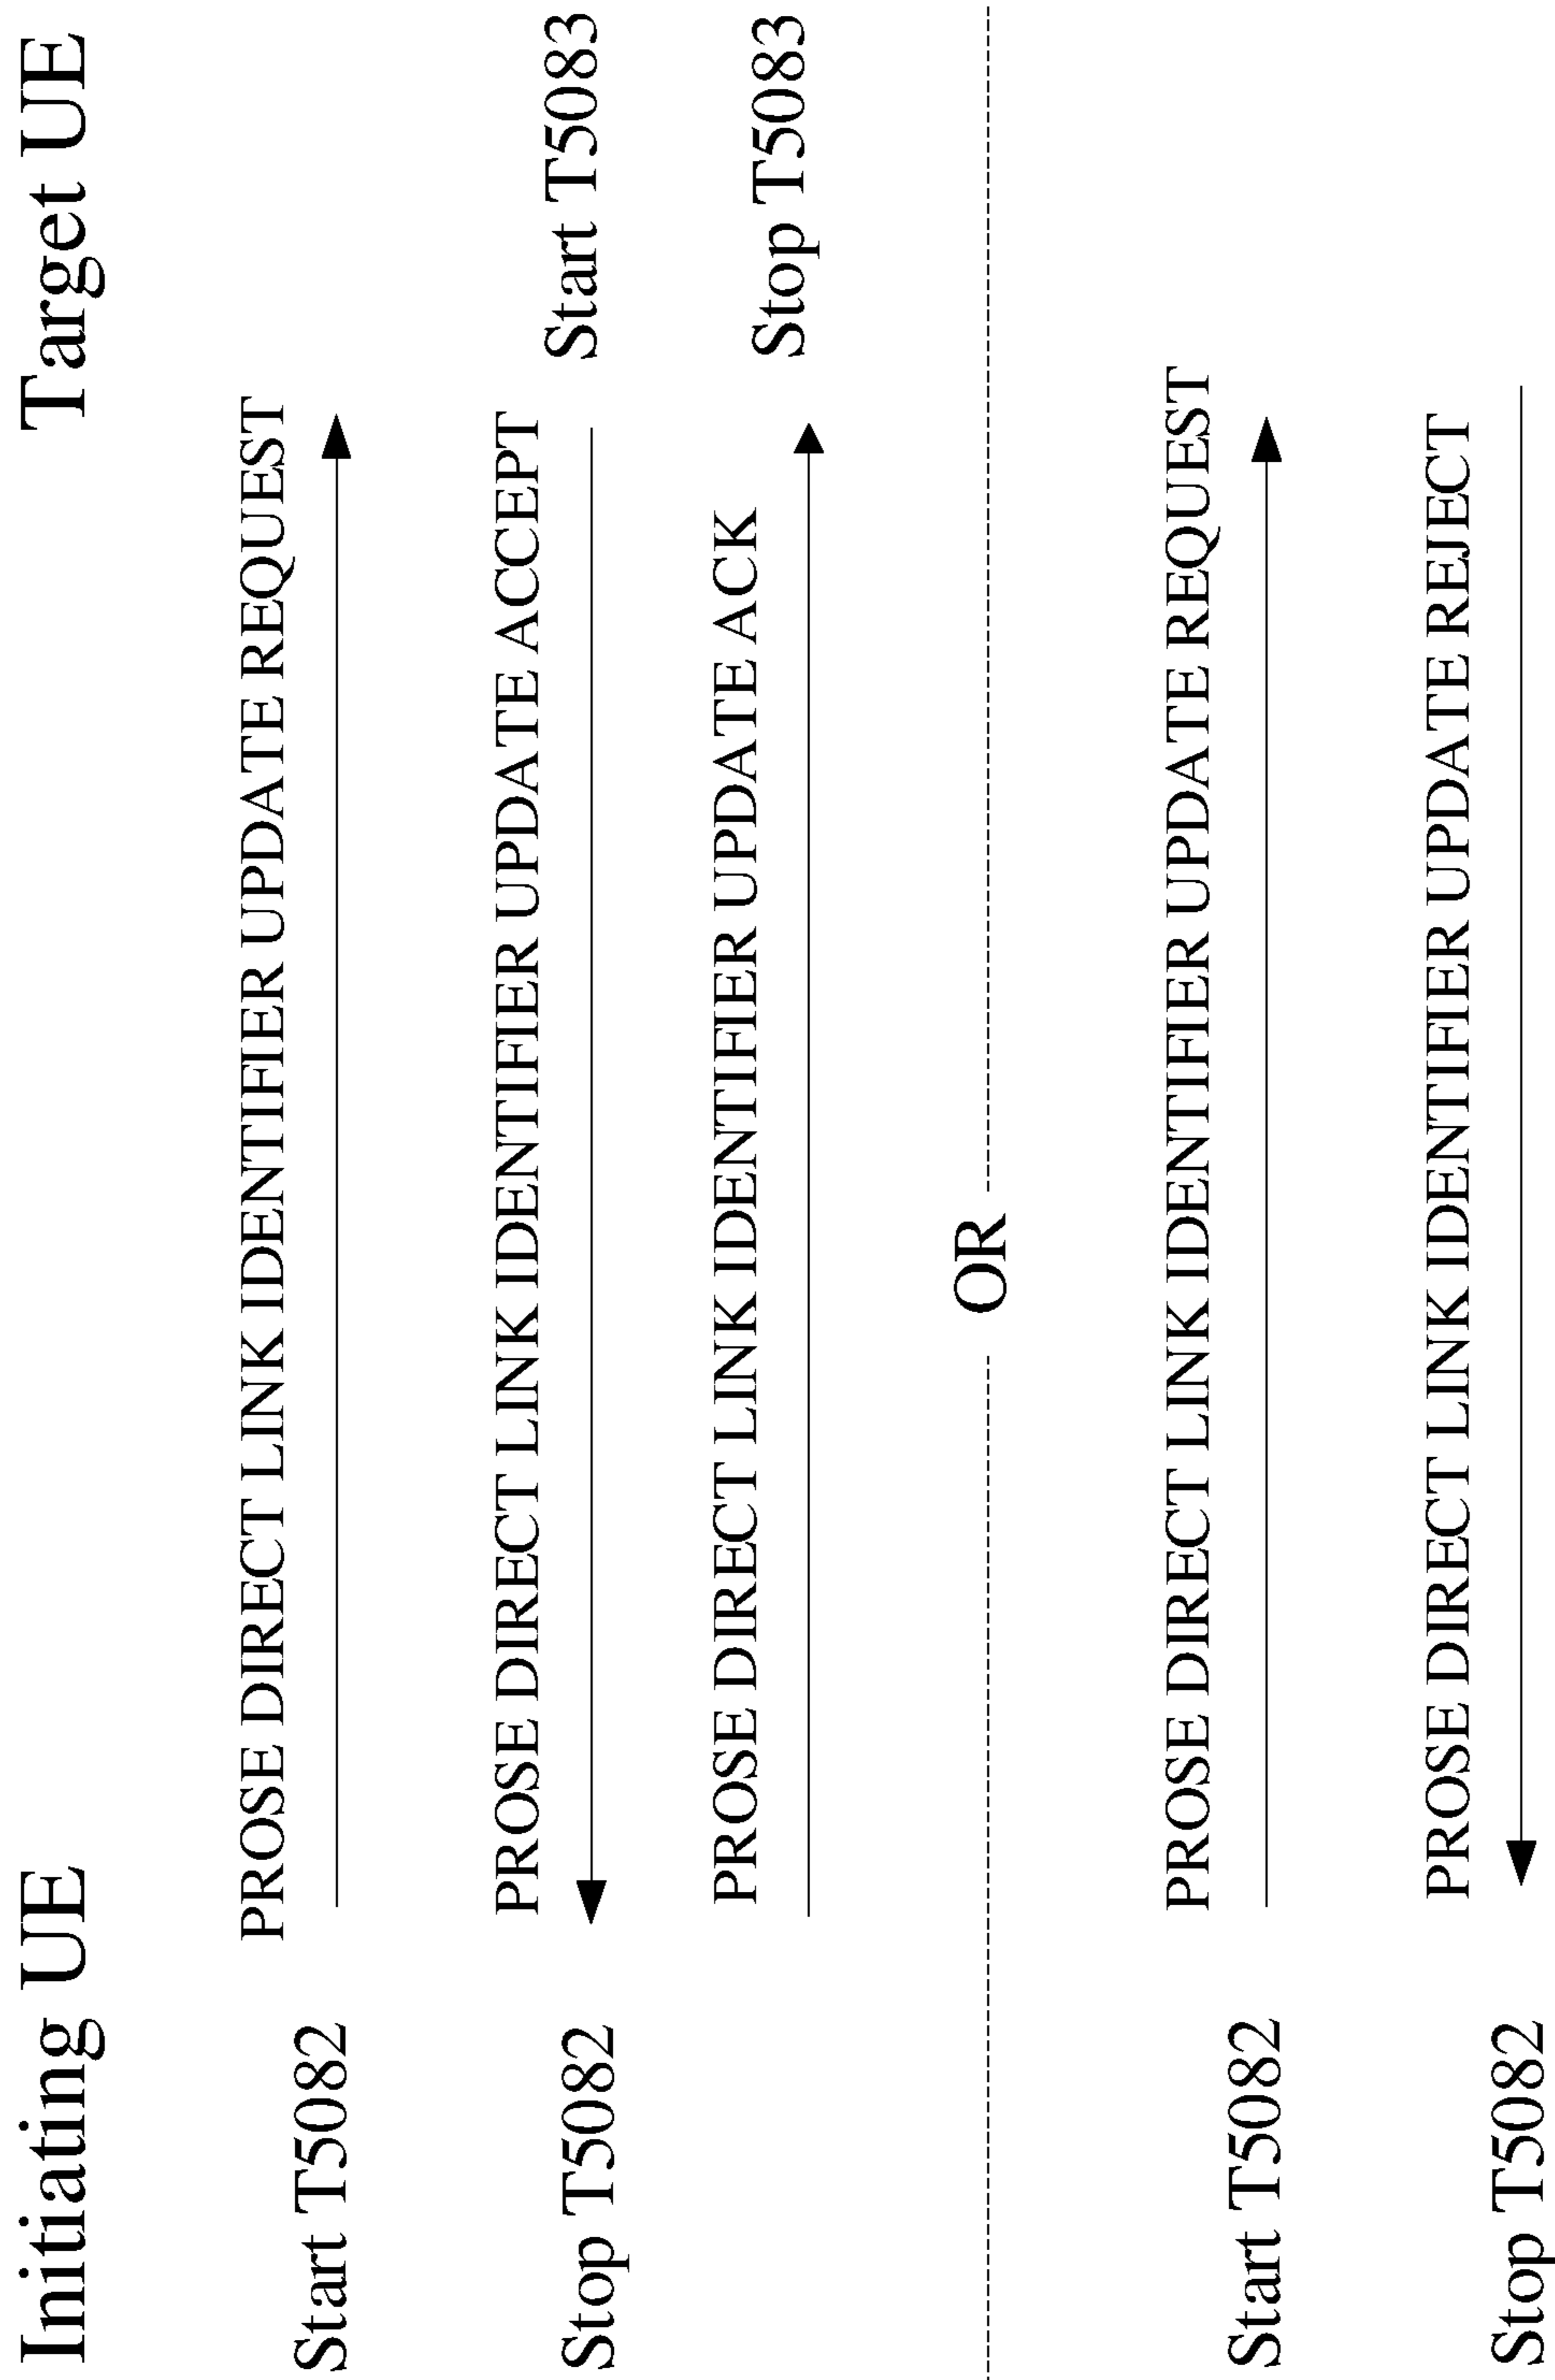 Initiating UE
Target UE
PROSE DIRECT LINK IDENTIFIER UPDATE REQUEST
Start T5082
PROSE DIRECT LINK IDENTIFIER UPDATE ACCEPT
Start T5083
Stop T5082
PROSE DIRECT LINK IDENTIFIER UPDATE ACK
Stop T5083
OR
PROSE DIRECT LINK IDENTIFIER UPDATE REQUEST
Start T5082
PROSE DIRECT LINK IDENTIFIER UPDATE REJECT
Stop T5082